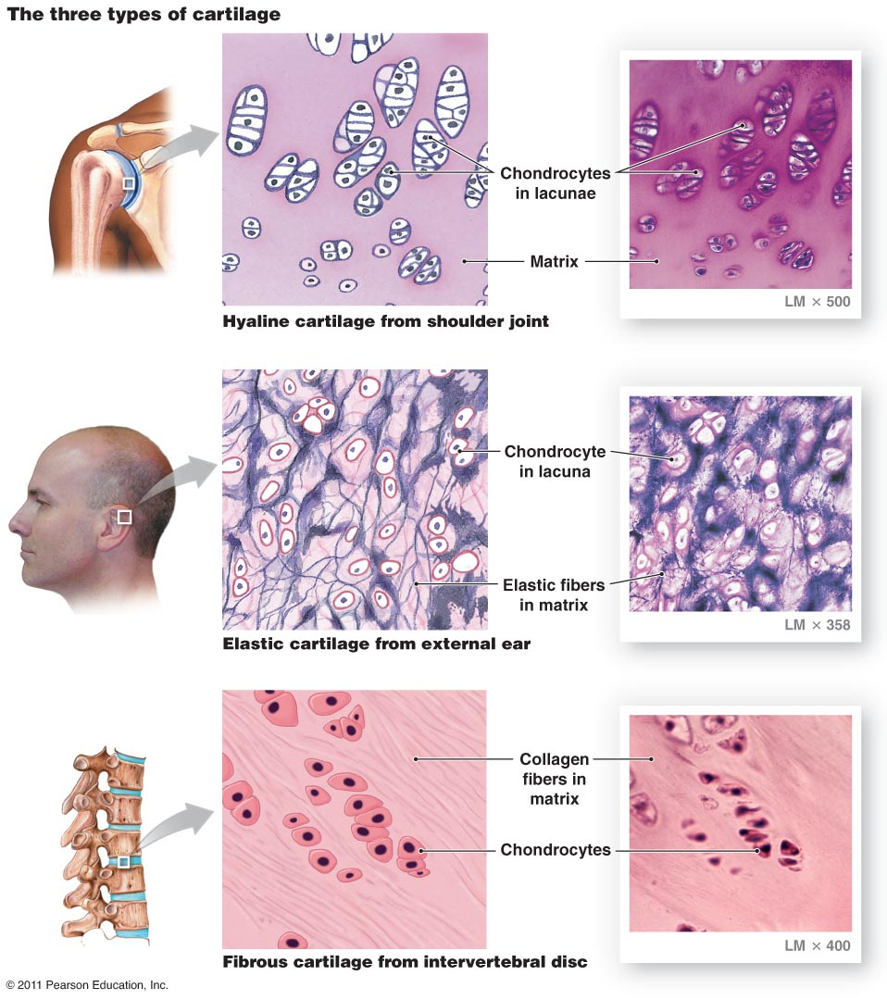 The three types of cartilage
Chondrocytes
in lacunae
Matrix
LM × 500
Hyaline cartilage from shoulder joint
Chondrocyte
in lacuna
Elastic fibers
in matrix
LM × 358
Elastic cartilage from external ear
Collagen
fibers in
matrix
Chondrocytes
LM × 400
Fibrous cartilage from intervertebral disc
© 2011 Pearson Education, Inc.